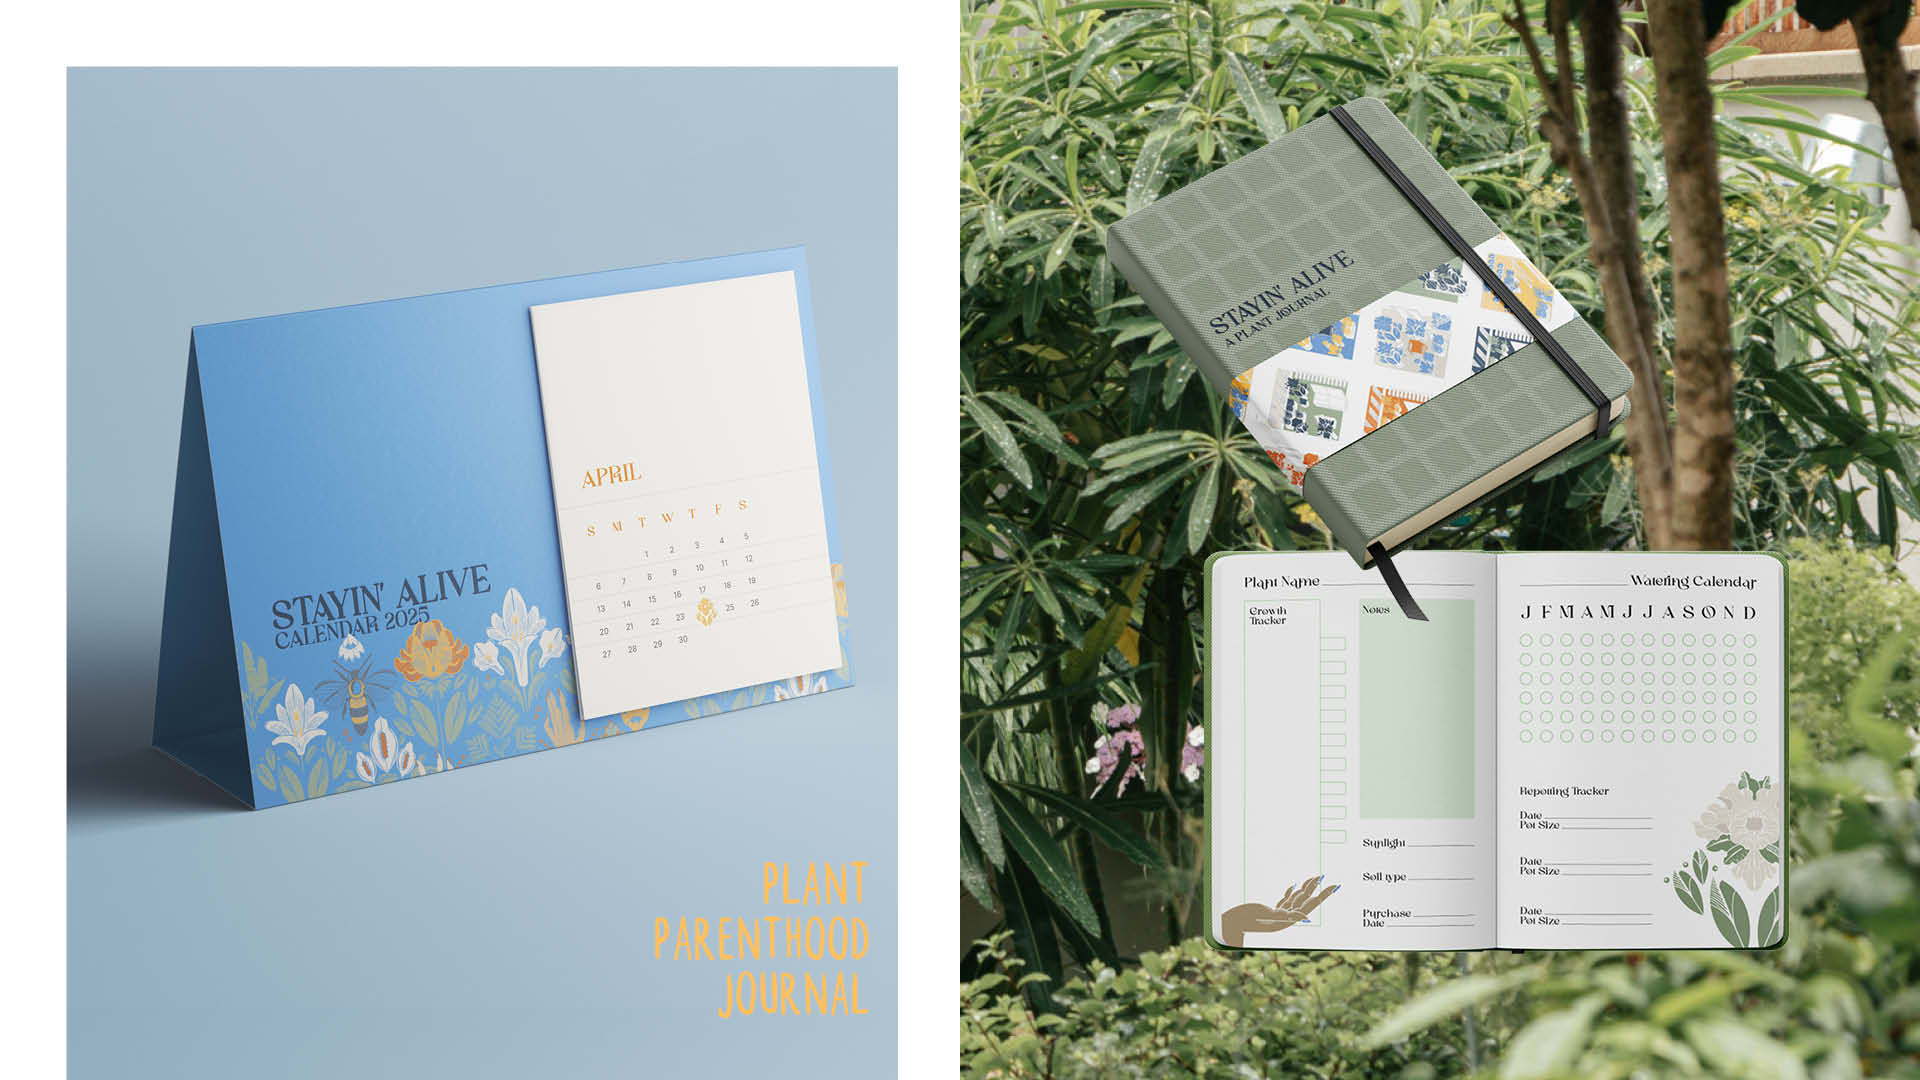 STAYIN' ALIVE
CALENDAR 2025
APRIL
S M T W T F S
1 2 3 4 5
6 7 8 9 10 11 12
13 14 15 16 17 18 19
20 21 22 23 25 26
27 28 29 30
PLANT
PARENTHOOD
JOURNAL
STAYIN' ALIVE
A PLANT JOURNAL
Plant Name
Growth
Tracker
Notes
Sunlight
Soil type
Purchase
Date
Watering Calendar
J F M A M J J A S O N D
Repotting Tracker
Date
Pot Size
Date
Pot Size
Date
Pot Size